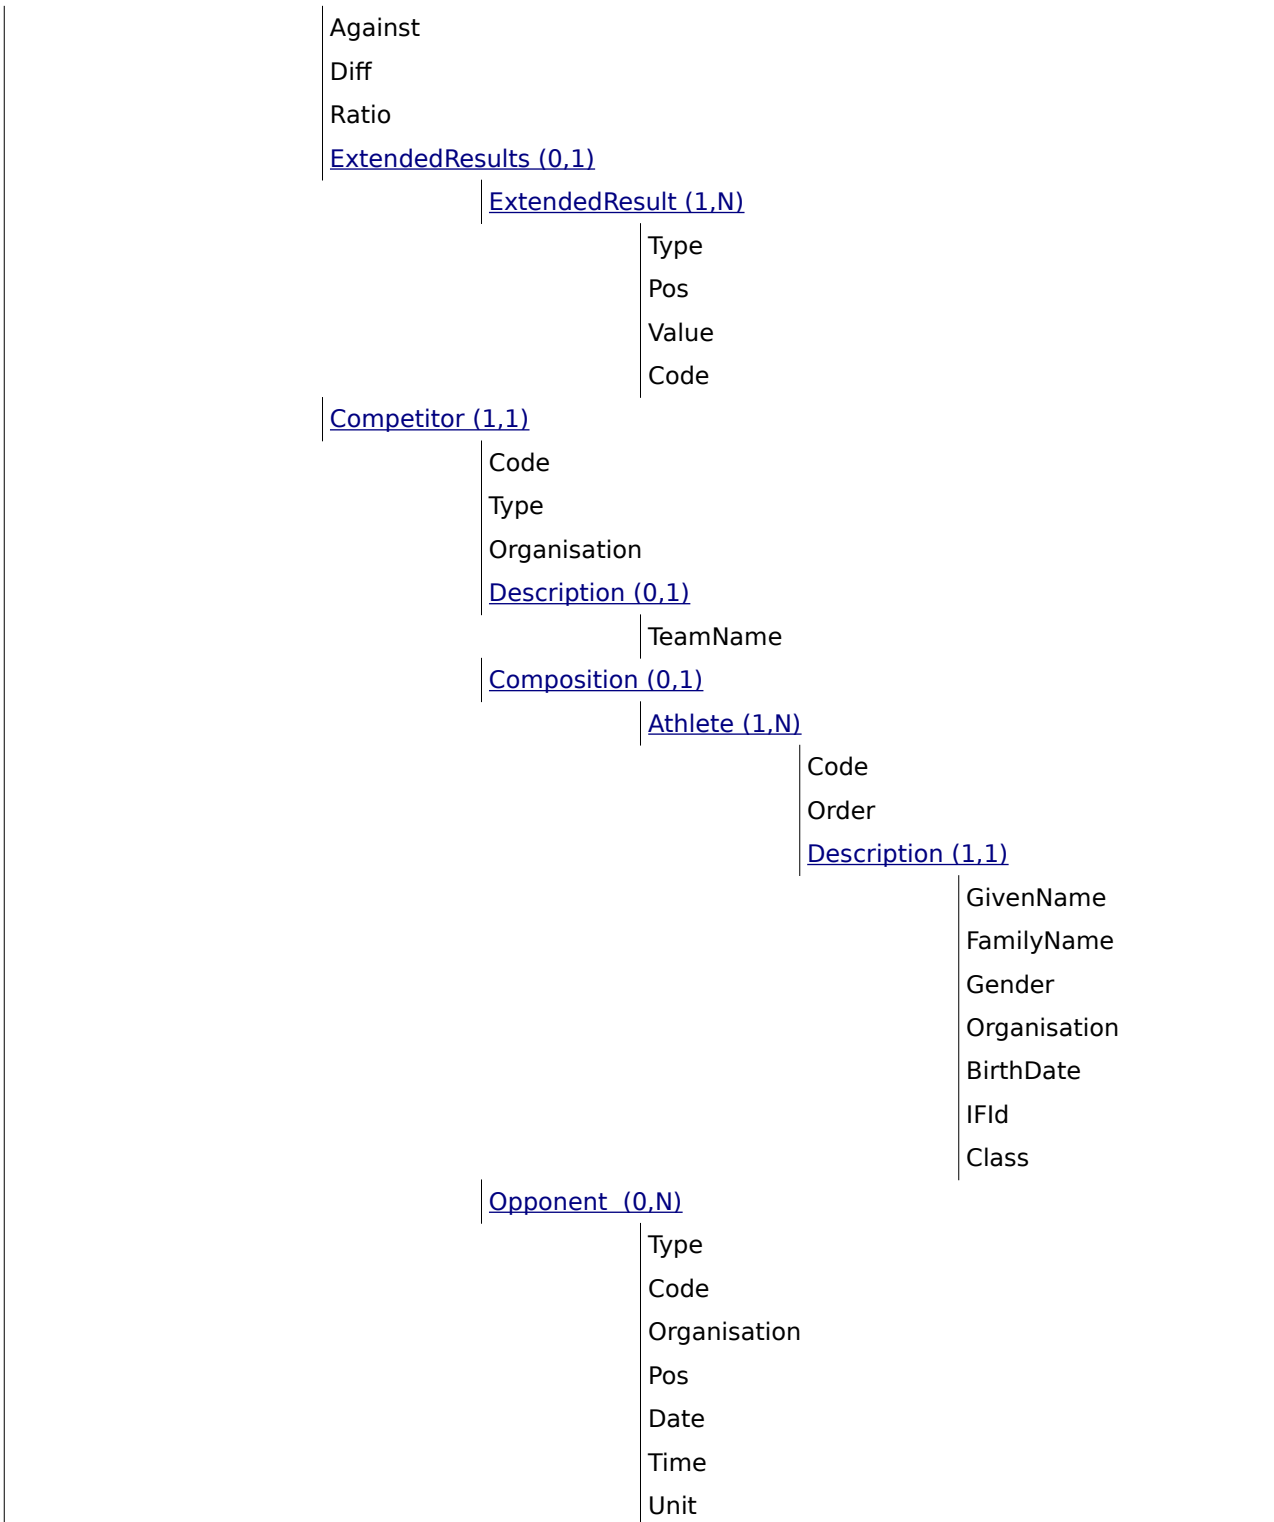 Against
Diff
Ratio
ExtendedResults (0,1)
ExtendedResult (1,N)
Type
Pos
Value
Code
Competitor (1,1)
Code
Type
Organisation
Description (0,1)
TeamName
Composition (0,1)
Athlete (1,N)
Code
Order
Description (1,1)
GivenName
FamilyName
Gender
Organisation
BirthDate
IFId
Class
Opponent  (0,N)
Type
Code
Organisation
Pos
Date
Time
Unit